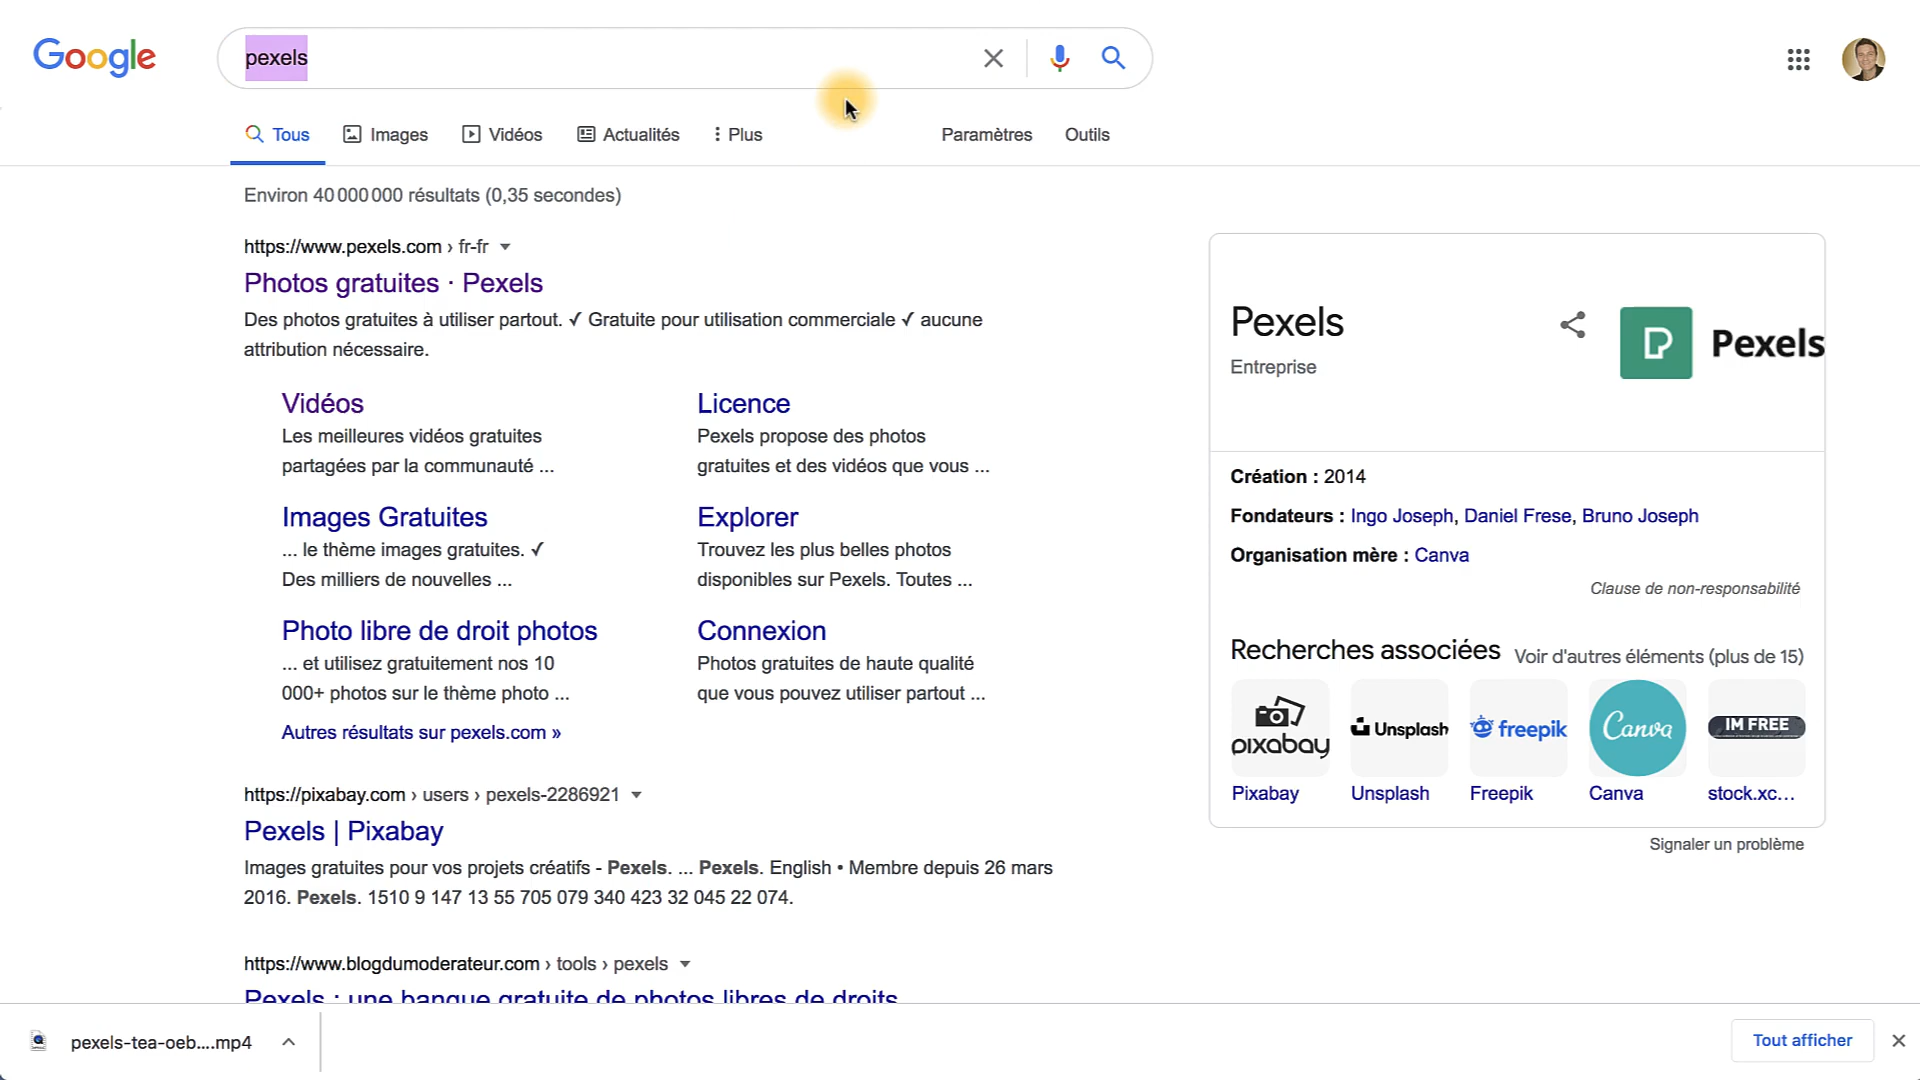 Google
pexels
Tous
Images
Vidéos
Actualités
Plus
Paramètres
Outils
Environ 40 000 000 résultats (0,35 secondes)
https://www.pexels.com › fr-fr
Photos gratuites · Pexels
Des photos gratuites à utiliser partout. ✓ Gratuite pour utilisation commerciale ✓ aucune
attribution nécessaire.
Vidéos
Les meilleures vidéos gratuites
partagées par la communauté ...
Licence
Pexels propose des photos
gratuites et des vidéos que vous ...
Images Gratuites
... le thème images gratuites. ✓
Des milliers de nouvelles ...
Explorer
Trouvez les plus belles photos
disponibles sur Pexels. Toutes ...
Photo libre de droit photos
... et utilisez gratuitement nos 10
000+ photos sur le thème photo ...
Connexion
Photos gratuites de haute qualité
que vous pouvez utiliser partout ...
Autres résultats sur pexels.com »
https://pixabay.com › users › pexels-2286921
Pexels | Pixabay
Images gratuites pour vos projets créatifs - Pexels. ... Pexels. English • Membre depuis 26 mars
2016. Pexels. 1510 9 147 13 55 705 079 340 423 32 045 22 074.
https://www.blogdumoderateur.com › tools › pexels
Pexels : une banque gratuite de photos libres de droits
Pexels
Entreprise
Pexels
Création : 2014
Fondateurs : Ingo Joseph, Daniel Frese, Bruno Joseph
Organisation mère : Canva
Clause de non-responsabilité
Recherches associées
Voir d'autres éléments (plus de 15)
pixabay
Unsplash
freepik
Canva
IM FREE
Pixabay
Unsplash
Freepik
Canva
stock.xc...
Signaler un problème
pexels-tea-oeb....mp4
Tout afficher